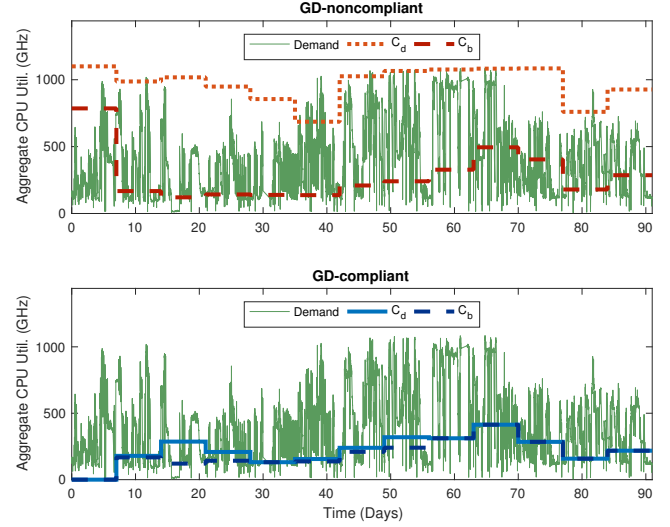 GD-noncompliant
Demand C_d C_b
Aggregate CPU Util. (GHz)
1000
500
0
0 10 20 30 40 50 60 70 80 90
GD-compliant
Demand C_d C_b
Aggregate CPU Util. (GHz)
1000
500
0
0 10 20 30 40 50 60 70 80 90
Time (Days)